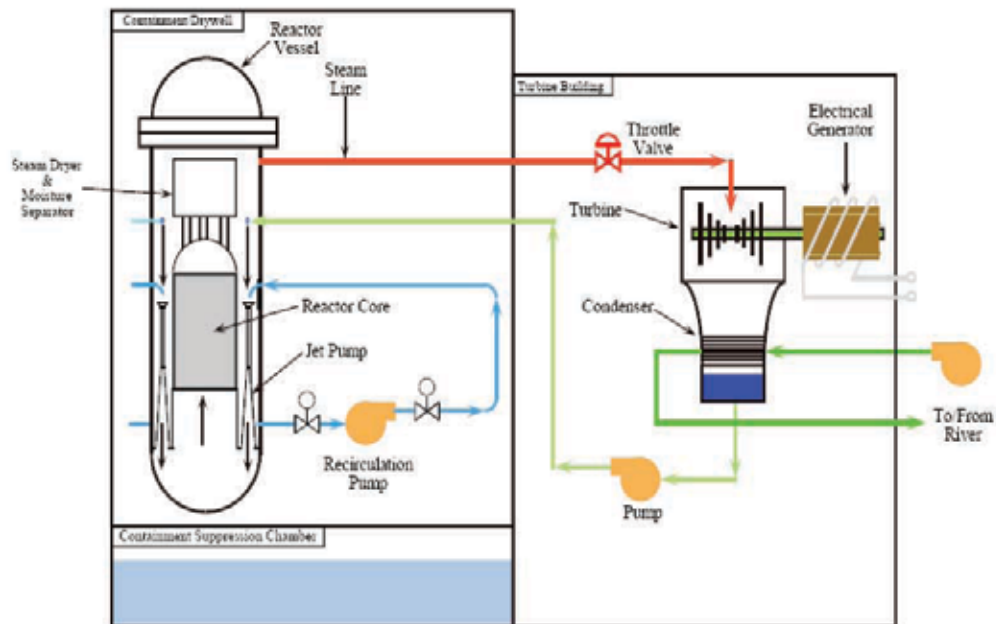 Containment Drywell
Reactor
Vessel
Steam
Line
Turbine Building
Electrical
Generator
Throttle
Valve
Steam Dryer
&
Moisture
Separator
Turbine
Reactor Core
Condenser
Jet Pump
To/From
River
Recirculation
Pump
Pump
Containment Suppression Chamber